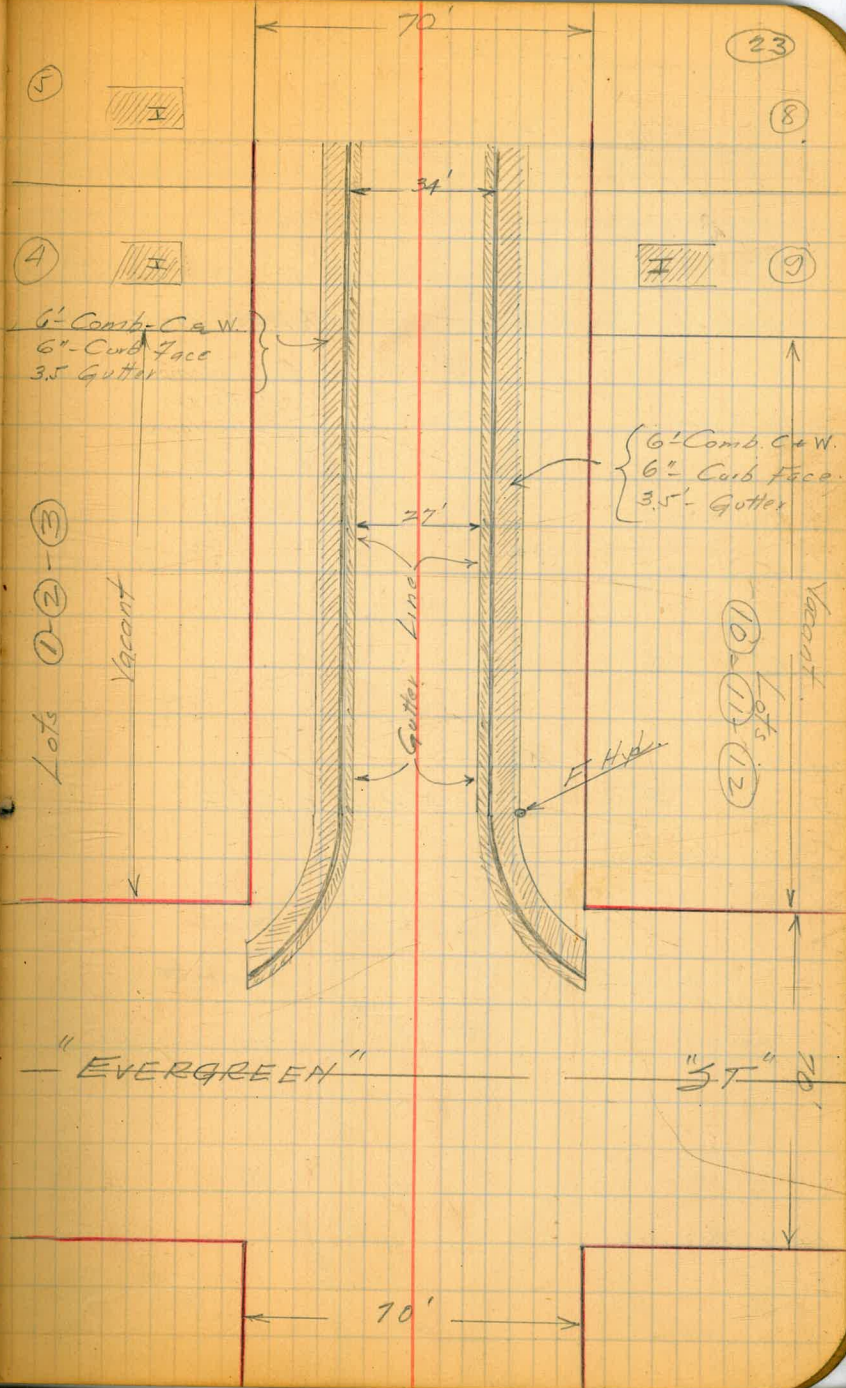 70'
23
5
I
8
34'
4
I
I
9
6'-Comb-C & W.
6"-Curb Face
3.5 Gutter
6'-Comb. C & W.
6"- Curb Face.
3.5'- Gutter
27'
Lots 1-2-3
Vacant
Gutter Line
Vacant
Lots
10-11-12
F. Hyd.
"EVERGREEN" "ST"
70'
70'